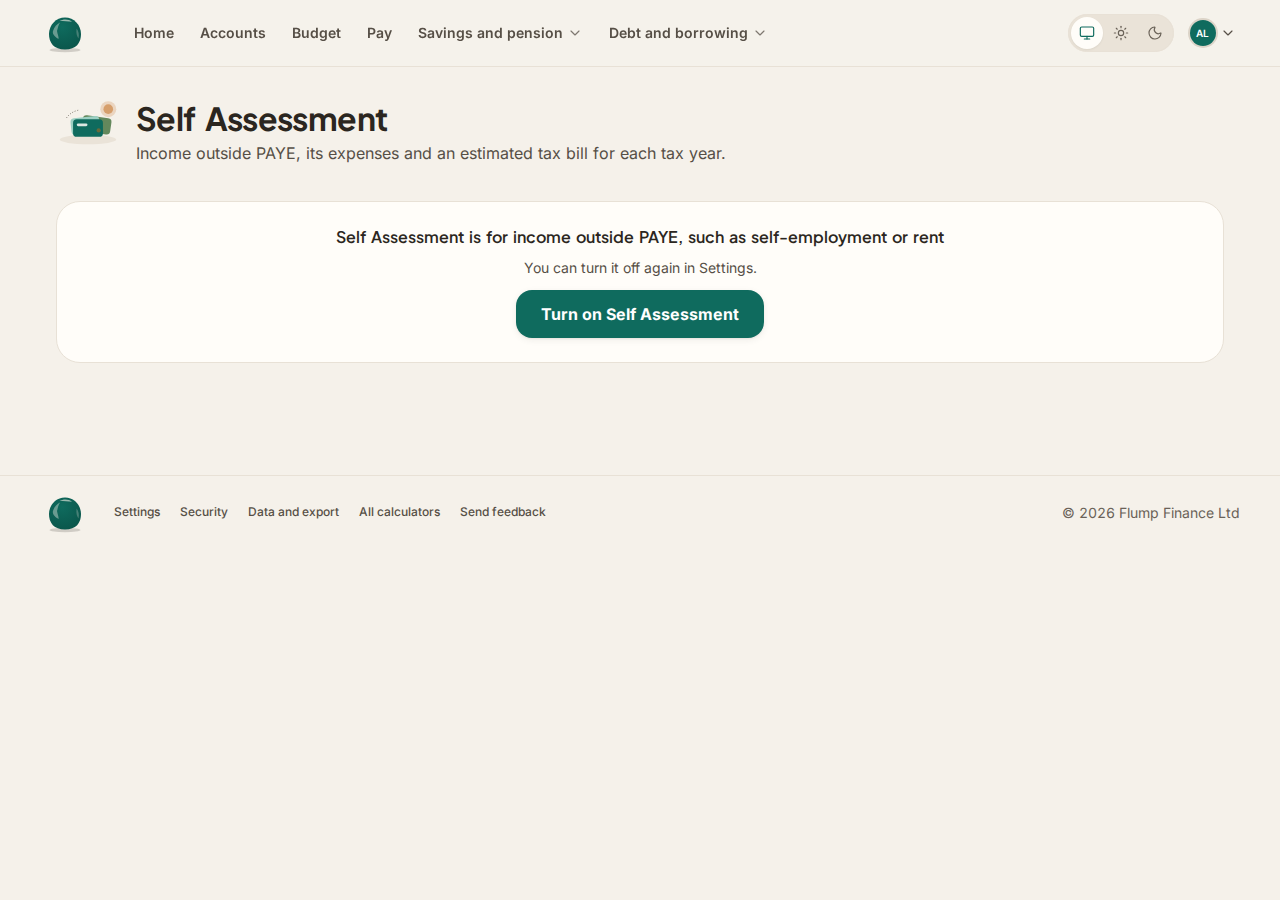 Home
Accounts
Budget
Pay
Savings and pension
Debt and borrowing
AL
Self Assessment
Income outside PAYE, its expenses and an estimated tax bill for each tax year.
Self Assessment is for income outside PAYE, such as self-employment or rent
You can turn it off again in Settings.
Turn on Self Assessment
Settings
Security
Data and export
All calculators
Send feedback
© 2026 Flump Finance Ltd